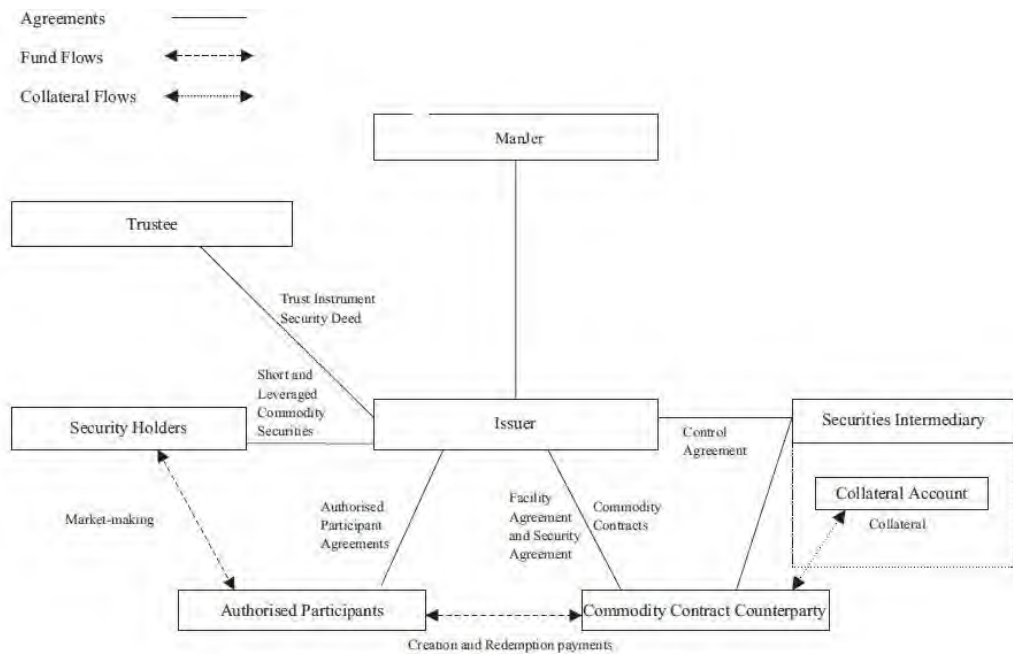 Agreements
Fund Flows
Collateral Flows
ManJer
Trustee
Trust Instrument
Security Deed
Short and
Leveraged
Commodity
Securities
Security Holders
Issuer
Securities Intermediary
Control
Agreement
Collateral Account
Collateral
Market-making
Authorised
Participant
Agreements
Facility
Agreement
and Security
Agreement
Commodity
Contracts
Authorised Participants
Commodity Contract Counterparty
Creation and Redemption payments